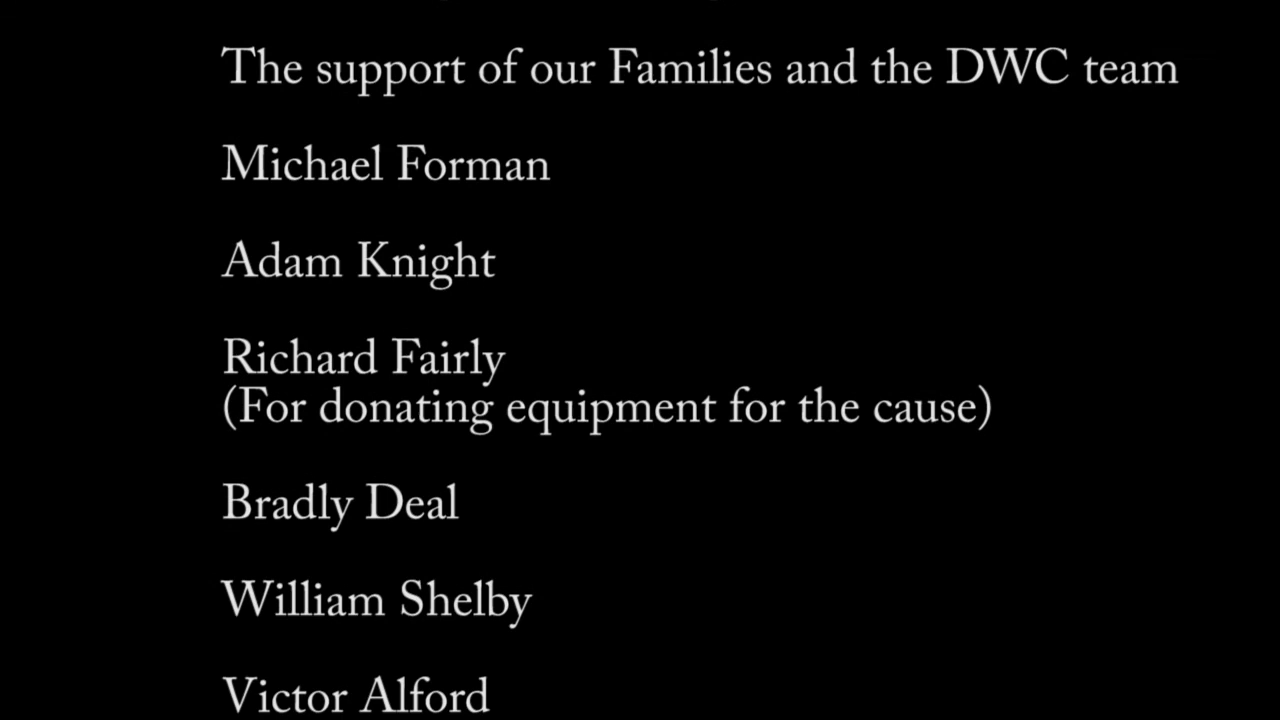 The support of our Families and the DWC team
Michael Forman
Adam Knight
Richard Fairly
(For donating equipment for the cause)
Bradly Deal
William Shelby
Victor Alford